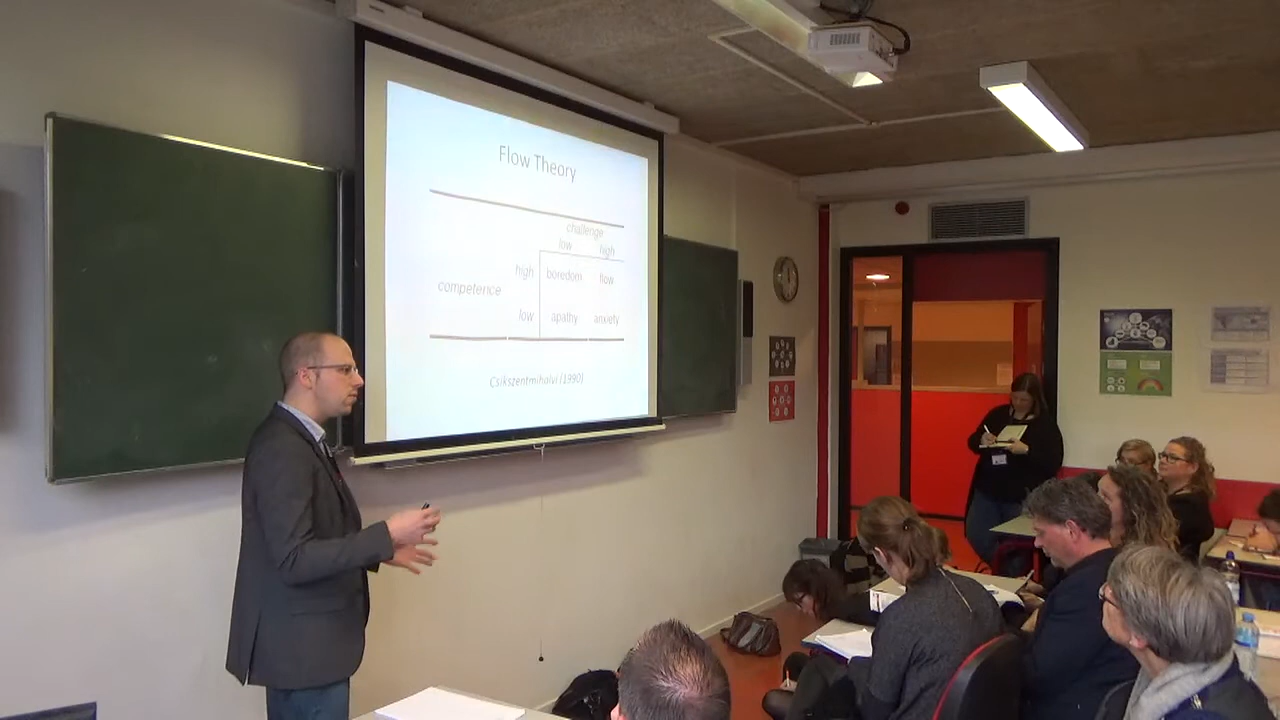 Flow Theory
challenge
low high
high boredom flow
competence
low apathy anxiety
Csikszentmihalyi (1990)